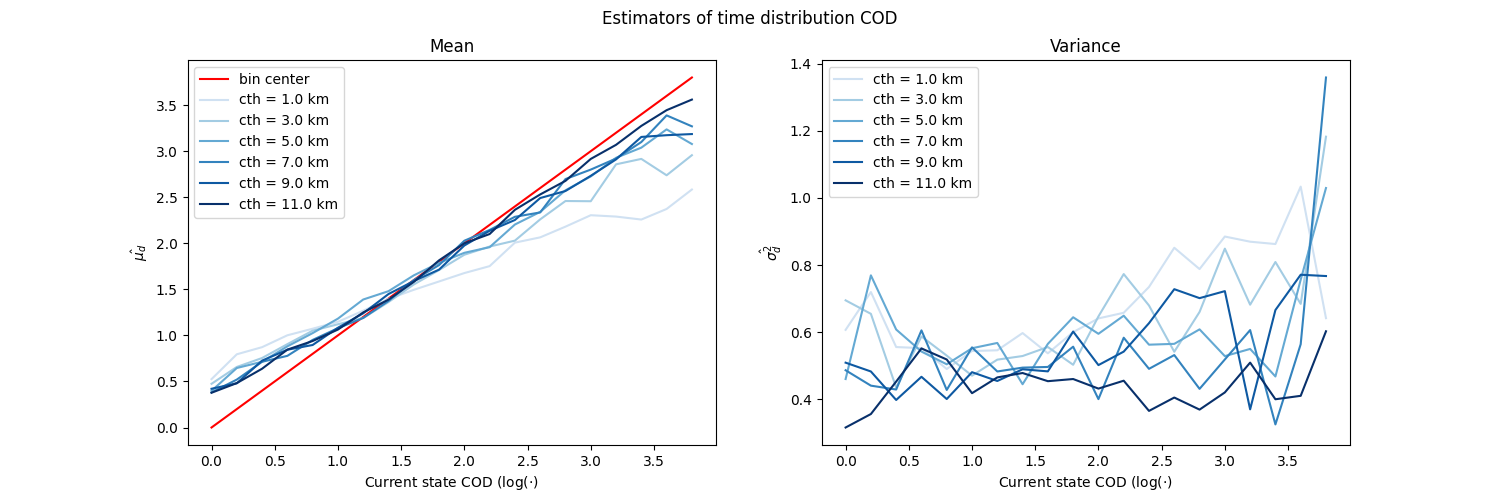 Estimators of time distribution COD
Mean
bin center
cth = 1.0 km
cth = 3.0 km
cth = 5.0 km
cth = 7.0 km
cth = 9.0 km
cth = 11.0 km
3.5
3.0
2.5
2.0
1.5
1.0
0.5
0.0
0.0 0.5 1.0 1.5 2.0 2.5 3.0 3.5
μ̂_d
Current state COD (log(·)
Variance
cth = 1.0 km
cth = 3.0 km
cth = 5.0 km
cth = 7.0 km
cth = 9.0 km
cth = 11.0 km
1.4
1.2
1.0
0.8
0.6
0.4
0.0 0.5 1.0 1.5 2.0 2.5 3.0 3.5
σ̂²_d
Current state COD (log(·)